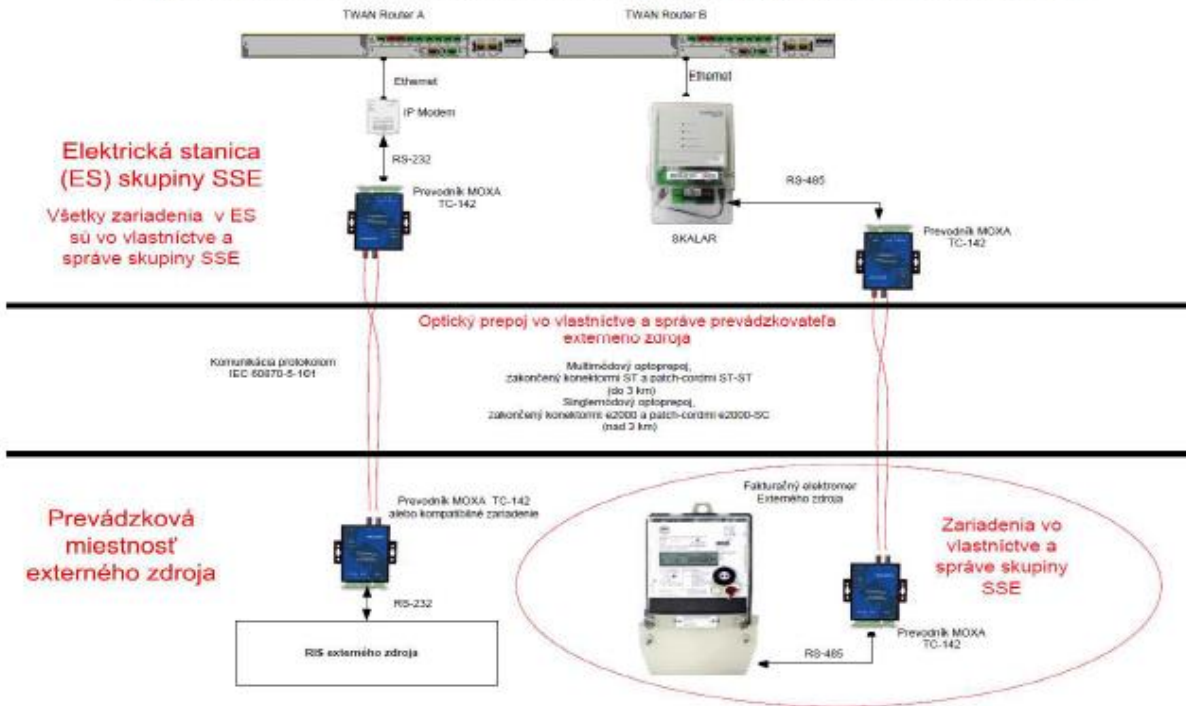 TWAN Router A
TWAN Router B
Ethernet
Ethernet
IP Modem
Elektrická stanica
(ES) skupiny SSE
RS-232
RS-485
Prevodník MOXA
TC-142
Všetky zariadenia v ES
sú vo vlastníctve a
správe skupiny SSE
SKALAR
Prevodník MOXA
TC-142
Optický prepoj vo vlastníctve a správe prevádzkovateľa
externého zdroja
Komunikácia protokolom
IEC 60870-5-101
Multimódový optoprepoj,
zakončený konektormi ST a patch-cordmi ST-ST
(do 3 km)
Singlemódový optoprepoj,
zakončený konektormi e2000 a patch-cordmi e2000-SC
(nad 3 km)
Prevádzková
miestnosť
externého zdroja
Prevodník MOXA TC-142
alebo kompatibilné zariadenie
Fakturačný elektromer
Externého zdroja
Zariadenia vo
vlastníctve a
správe skupiny
SSE
RS-232
RIS externého zdroja
RS-485
Prevodník MOXA
TC-142